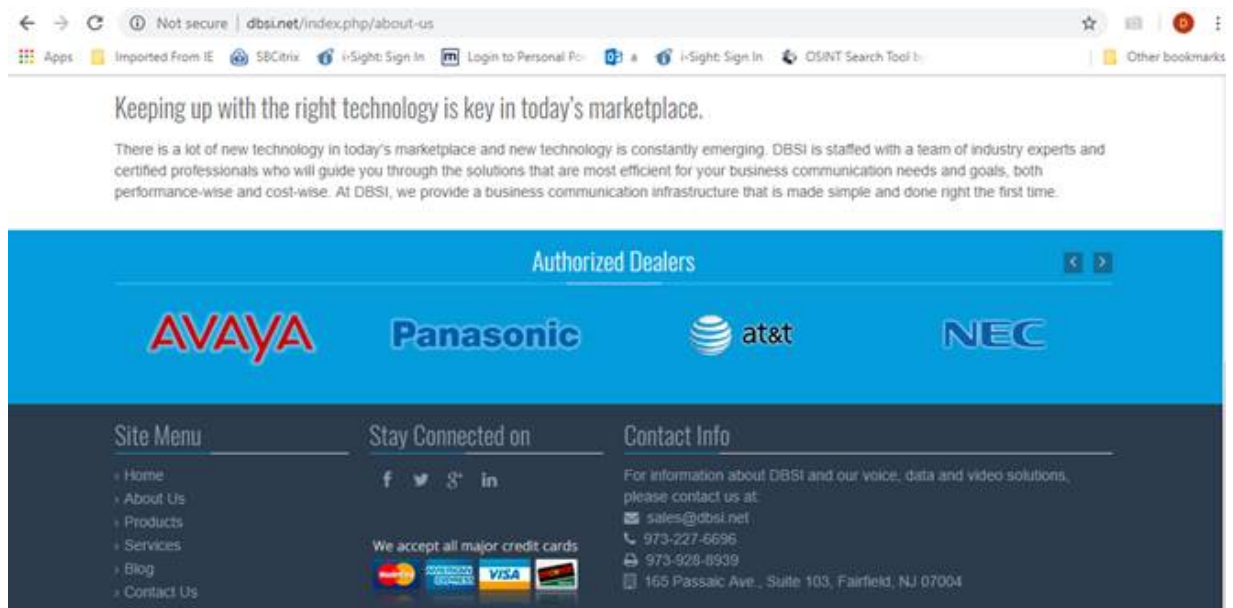 Not secure | dbsi.net/index.php/about-us
Apps Imported From IE SBCitrix i-Sight: Sign In Login to Personal Po a i-Sight: Sign In OSINT Search Tool b Other bookmarks
Keeping up with the right technology is key in today's marketplace.
There is a lot of new technology in today's marketplace and new technology is constantly emerging. DBSI is staffed with a team of industry experts and
certified professionals who will guide you through the solutions that are most efficient for your business communication needs and goals, both
performance-wise and cost-wise. At DBSI, we provide a business communication infrastructure that is made simple and done right the first time.
Authorized Dealers
AVAYA Panasonic at&t NEC
Site Menu
› Home
› About Us
› Products
› Services
› Blog
› Contact Us
Stay Connected on
We accept all major credit cards
MasterCard AMERICAN EXPRESS VISA
Contact Info
For information about DBSI and our voice, data and video solutions,
please contact us at:
sales@dbsi.net
973-227-6696
973-928-8939
165 Passaic Ave., Suite 103, Fairfield, NJ 07004